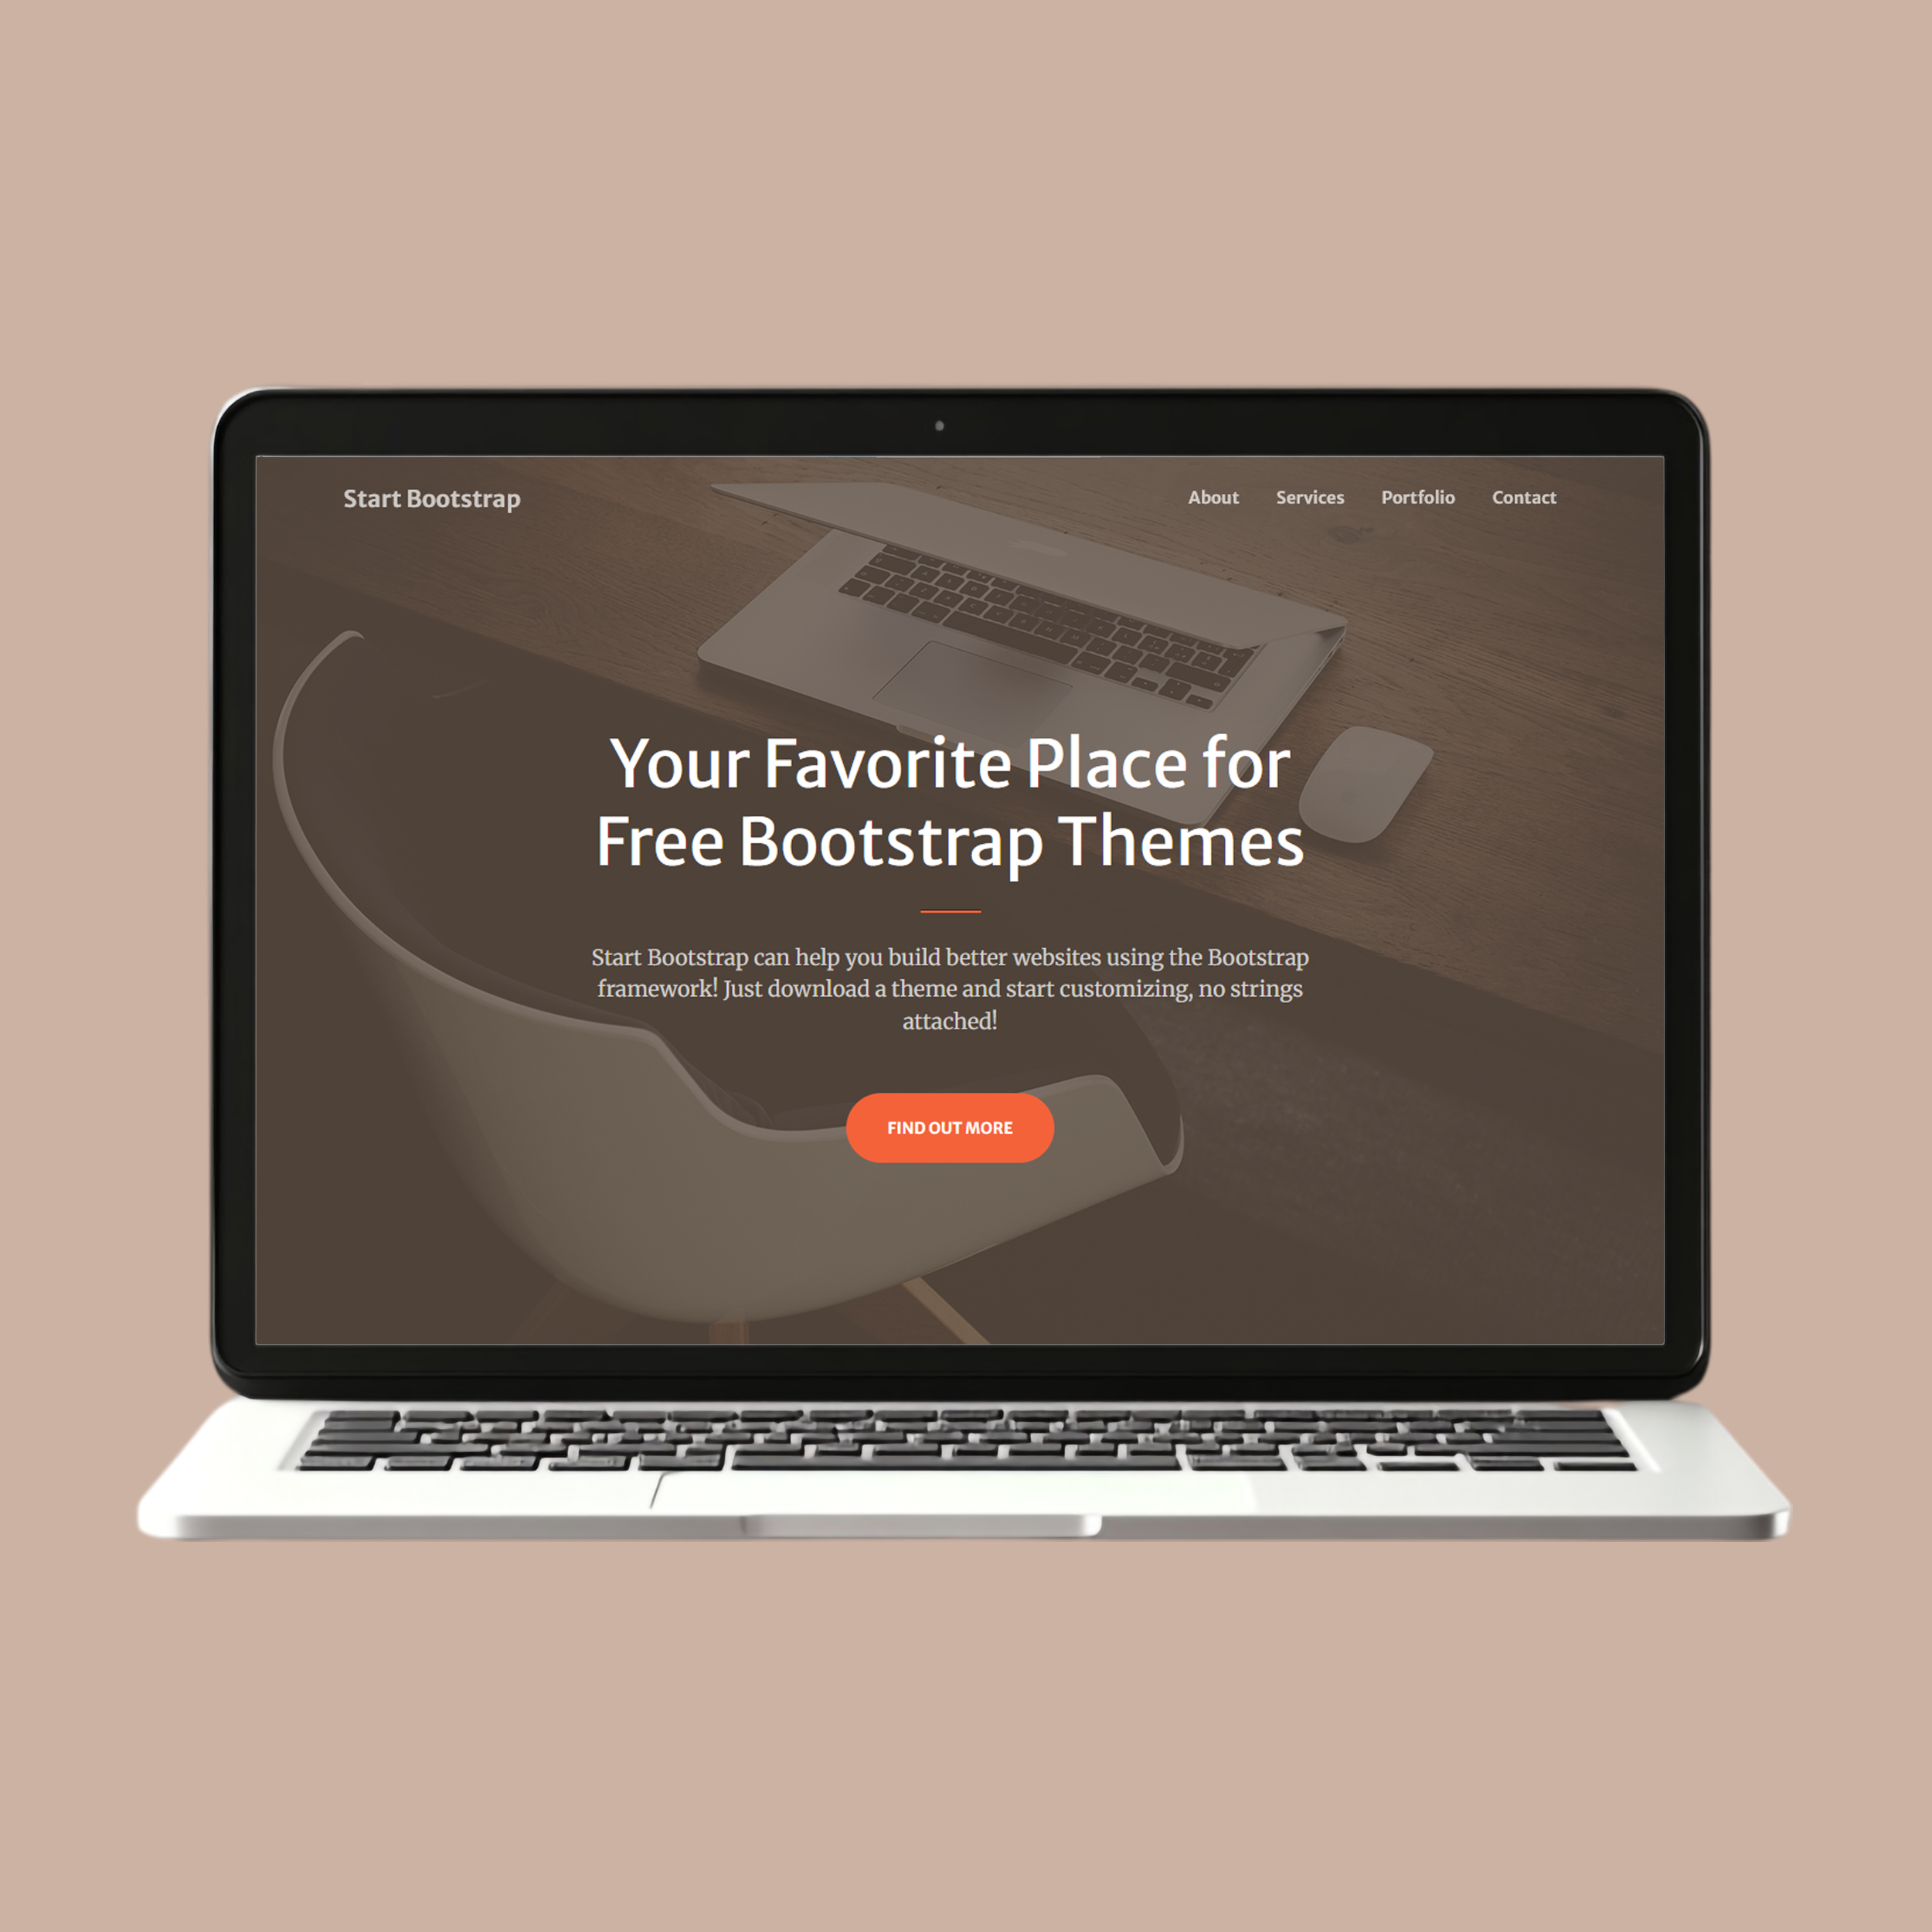 Start Bootstrap
About Services Portfolio Contact
Your Favorite Place for
Free Bootstrap Themes
Start Bootstrap can help you build better websites using the Bootstrap
framework! Just download a theme and start customizing, no strings
attached!
FIND OUT MORE